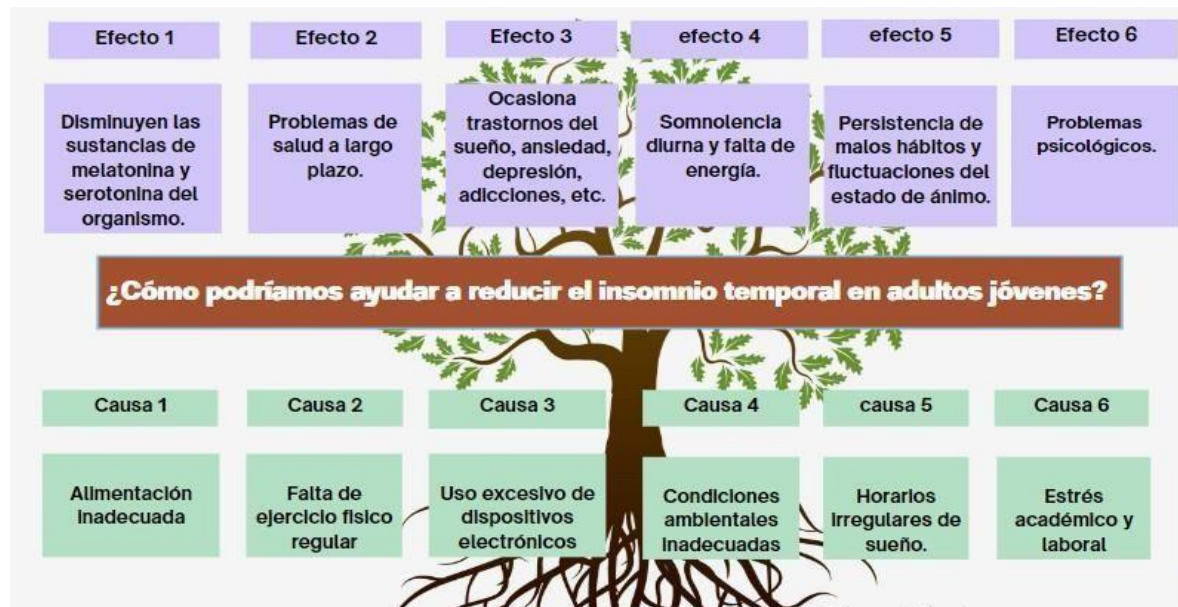 Efecto 1
Efecto 2
Efecto 3
efecto 4
efecto 5
Efecto 6
Disminuyen las
sustancias de
melatonina y
serotonina del
organismo.
Problemas de
salud a largo
plazo.
Ocasiona
trastornos del
sueño, ansiedad,
depresión,
adicciones, etc.
Somnolencia
diurna y falta de
energía.
Persistencia de
malos hábitos y
fluctuaciones del
estado de ánimo.
Problemas
psicológicos.
¿Cómo podríamos ayudar a reducir el insomnio temporal en adultos jóvenes?
Causa 1
Causa 2
Causa 3
Causa 4
causa 5
Causa 6
Alimentación
inadecuada
Falta de
ejercicio fisico
regular
Uso excesivo de
dispositivos
electrónicos
Condiciones
ambientales
inadecuadas
Horarios
irregulares de
sueño.
Estrés
académico y
laboral